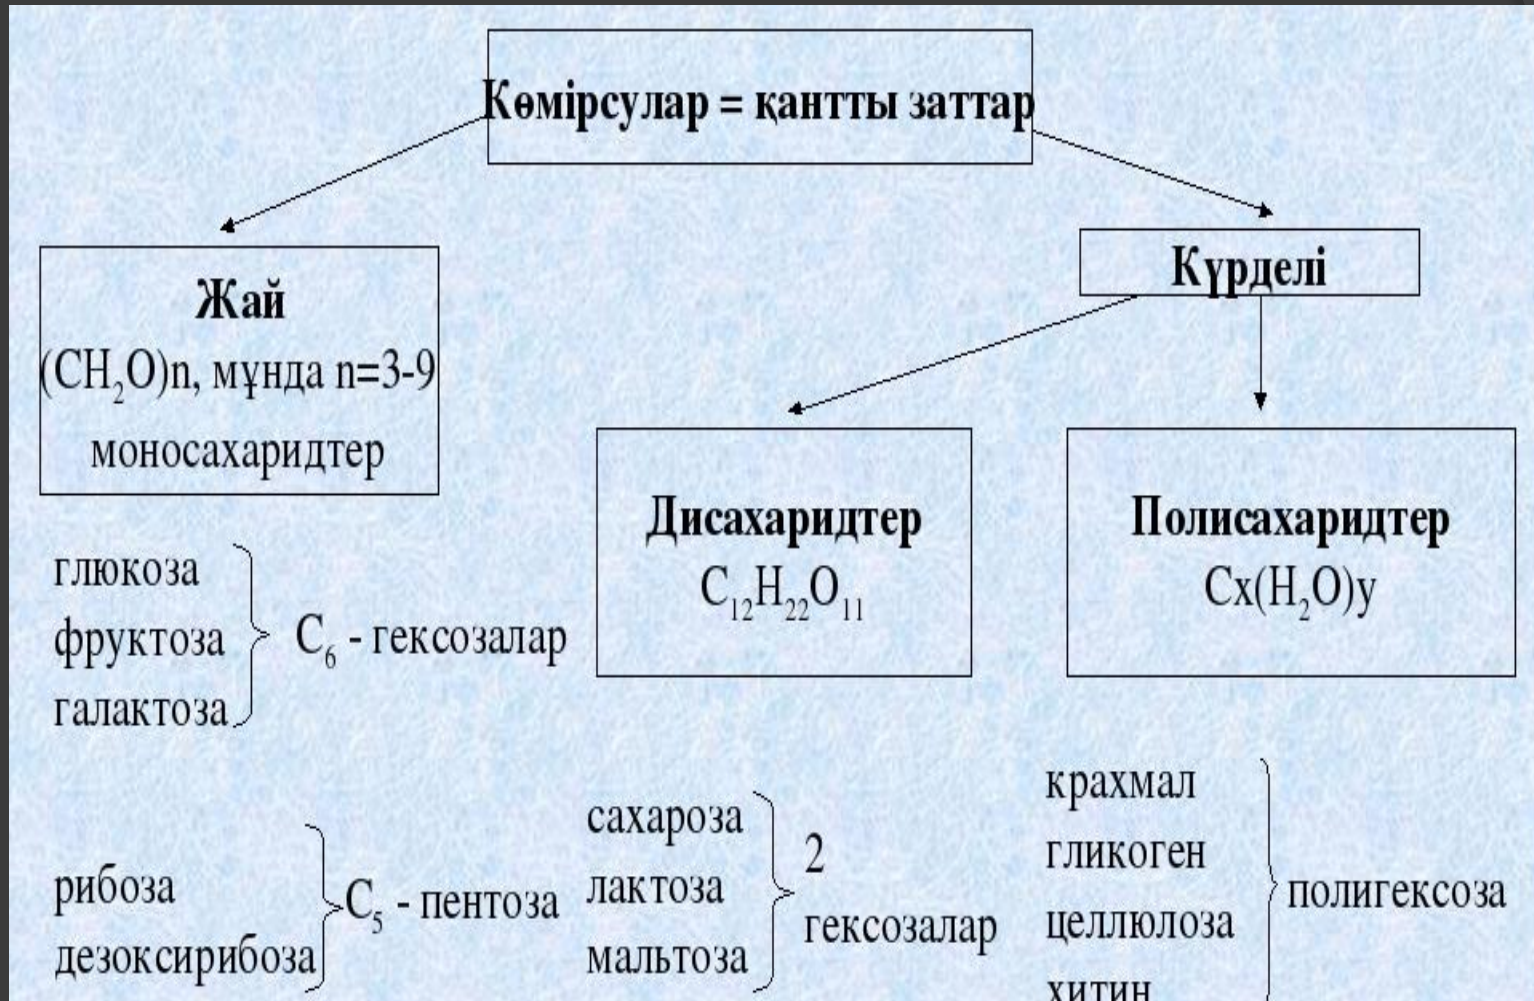 Көмірсулар = қантты заттар
Жай
(CH₂O)n, мұнда n=3-9
моносахаридтер
Күрделі
Дисахаридтер
C₁₂H₂₂O₁₁
Полисахаридтер
Cx(H₂O)y
глюкоза
фруктоза
галактоза
C₆ - гексозалар
рибоза
дезоксирибоза
C₅ - пентоза
сахароза
лактоза
мальтоза
2
гексозалар
крахмал
гликоген
целлюлоза
хитин
полигексоза